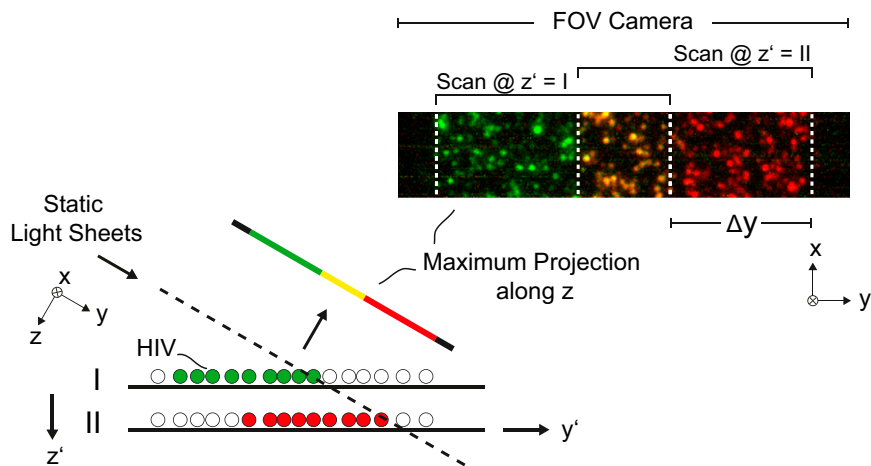 FOV Camera
Scan @ z‘ = II
Scan @ z‘ = I
Static
Light Sheets
Δy
Maximum Projection
along z
x
y
z
x
y
HIV
I
II
z‘
y‘